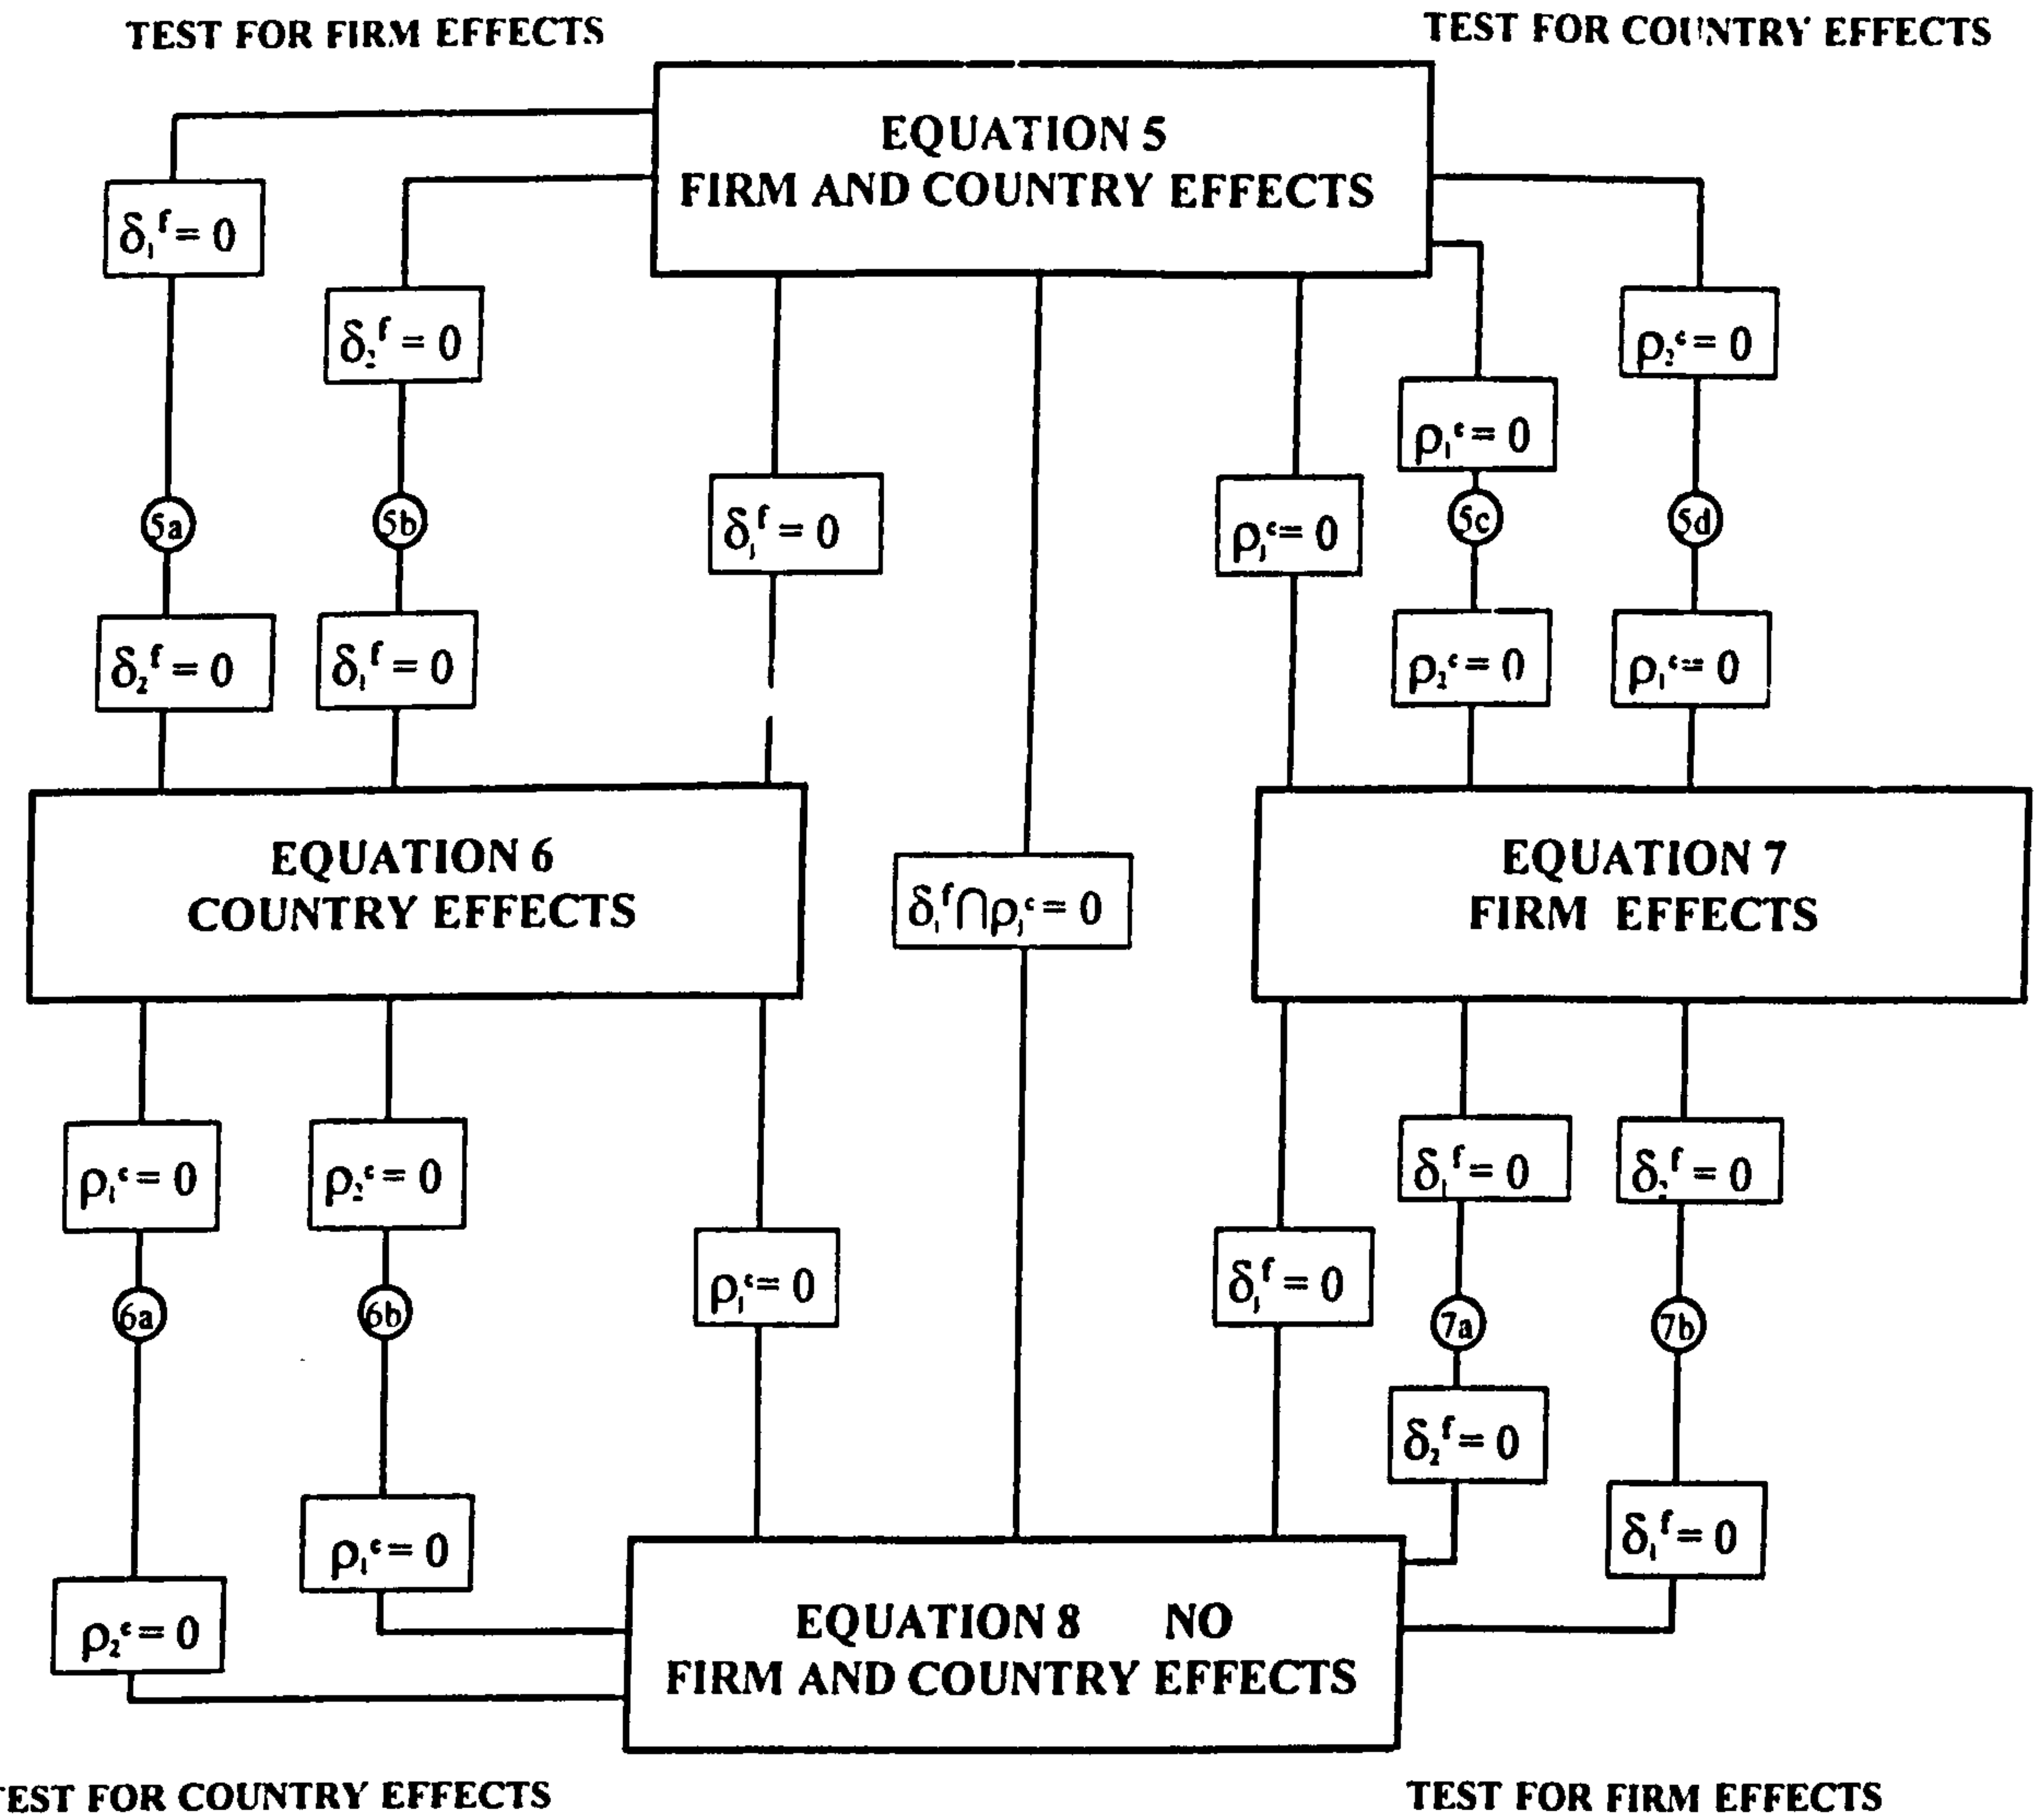 TEST FOR FIRM EFFECTS
TEST FOR COUNTRY EFFECTS
EQUATION 5
FIRM AND COUNTRY EFFECTS
δ₁ᶠ = 0
δ₂ᶠ = 0
ρ₂ᶜ = 0
ρ₁ᶜ = 0
δⱼᶠ = 0
ρⱼᶜ = 0
5a
5b
5c
5d
δ₂ᶠ = 0
δ₁ᶠ = 0
ρ₂ᶜ = 0
ρ₁ᶜ = 0
EQUATION 6
COUNTRY EFFECTS
δᶠ∩ρⱼᶜ = 0
EQUATION 7
FIRM EFFECTS
ρ₁ᶜ = 0
ρ₂ᶜ = 0
δ₁ᶠ = 0
δ₂ᶠ = 0
ρⱼᶜ = 0
δⱼᶠ = 0
6a
6b
7a
7b
δ₂ᶠ = 0
ρ₁ᶜ = 0
δ₁ᶠ = 0
ρ₂ᶜ = 0
EQUATION 8 NO
FIRM AND COUNTRY EFFECTS
TEST FOR COUNTRY EFFECTS
TEST FOR FIRM EFFECTS